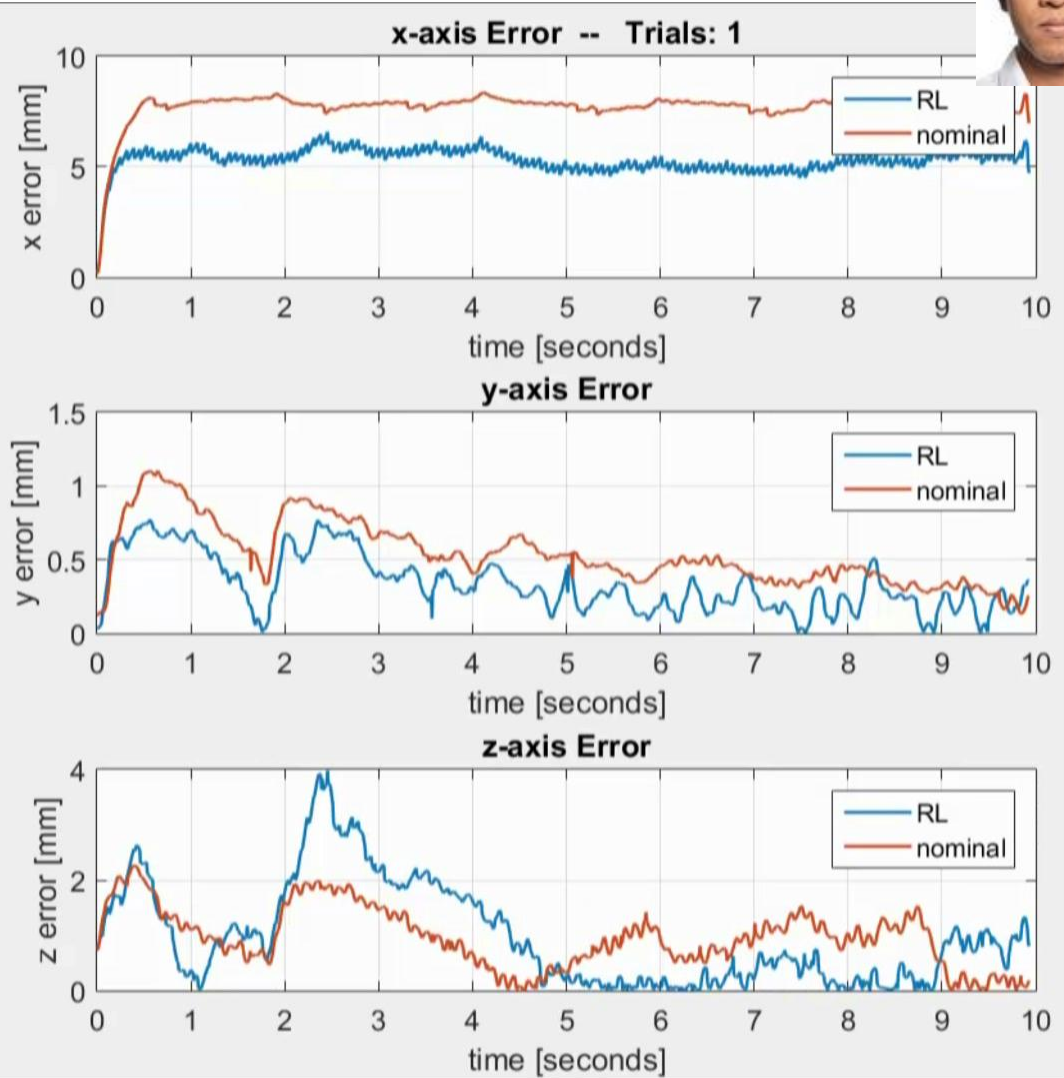 x-axis Error -- Trials: 1
x error [mm]
10
5
0
RL
nominal
0 1 2 3 4 5 6 7 8 9 10
time [seconds]
y-axis Error
y error [mm]
1.5
1
0.5
0
RL
nominal
0 1 2 3 4 5 6 7 8 9 10
time [seconds]
z-axis Error
z error [mm]
4
2
0
RL
nominal
0 1 2 3 4 5 6 7 8 9 10
time [seconds]